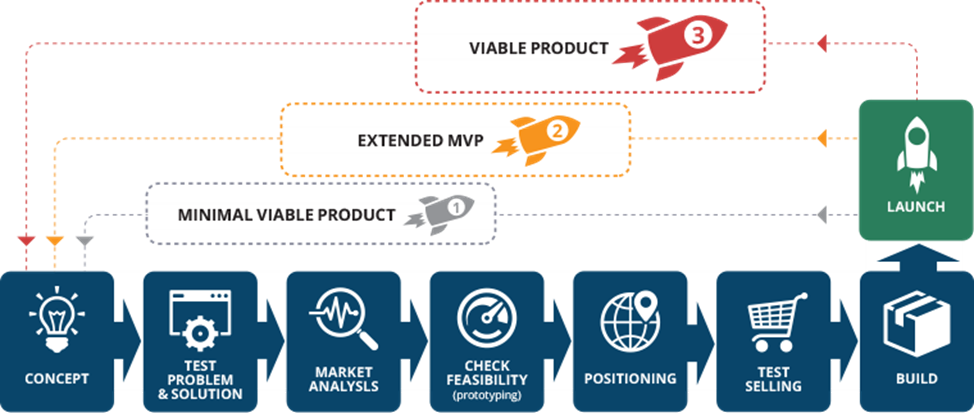 VIABLE PRODUCT
3
EXTENDED MVP
2
MINIMAL VIABLE PRODUCT
1
LAUNCH
CONCEPT
TEST
PROBLEM
& SOLUTION
MARKET
ANALYSLS
CHECK
FEASIBILITY
(prototyping)
POSITIONING
TEST
SELLING
BUILD